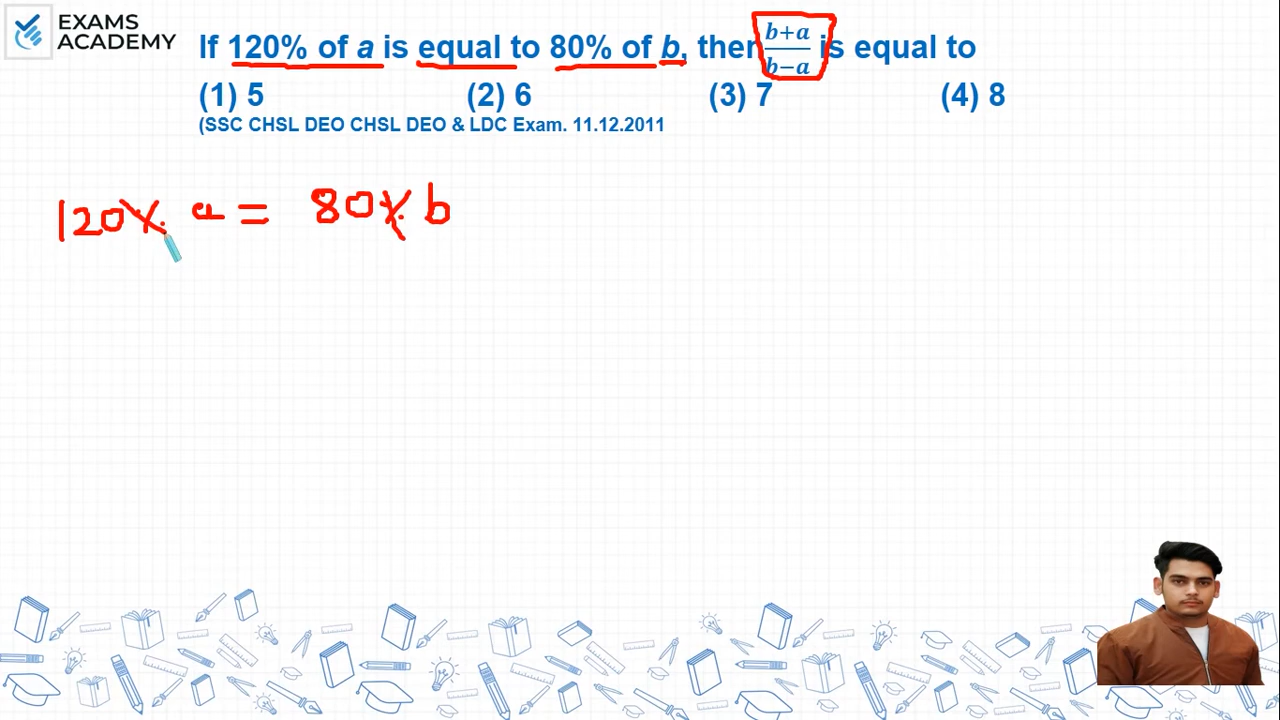 EXAMS
ACADEMY
If 120% of a is equal to 80% of b, then b+a/b−a is equal to
(1) 5 (2) 6 (3) 7 (4) 8
(SSC CHSL DEO CHSL DEO & LDC Exam. 11.12.2011
120% a = 80% b